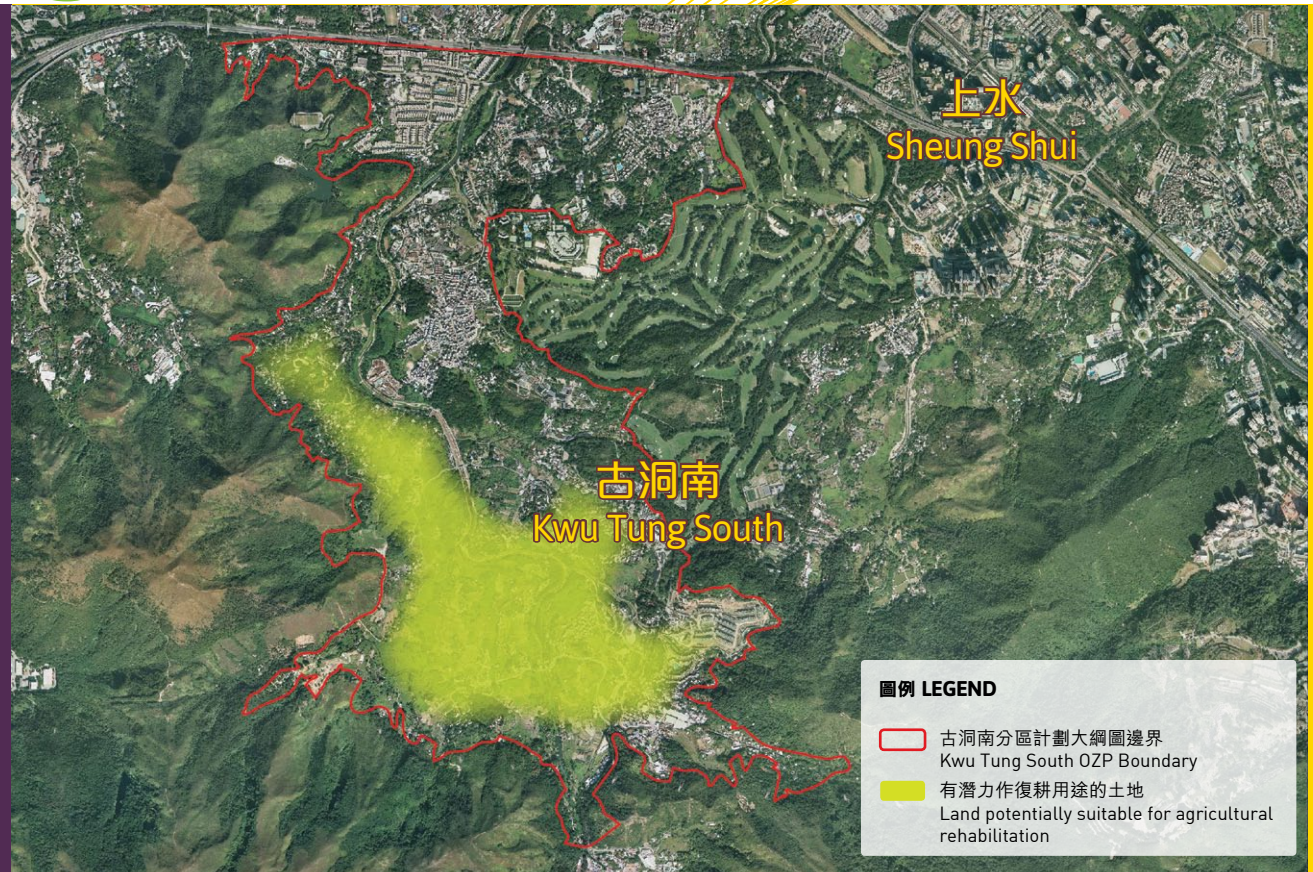 上水
Sheung Shui
古洞南
Kwu Tung South
圖例 LEGEND
古洞南分區計劃大綱圖邊界
Kwu Tung South OZP Boundary
有潛力作復耕用途的土地
Land potentially suitable for agricultural
rehabilitation